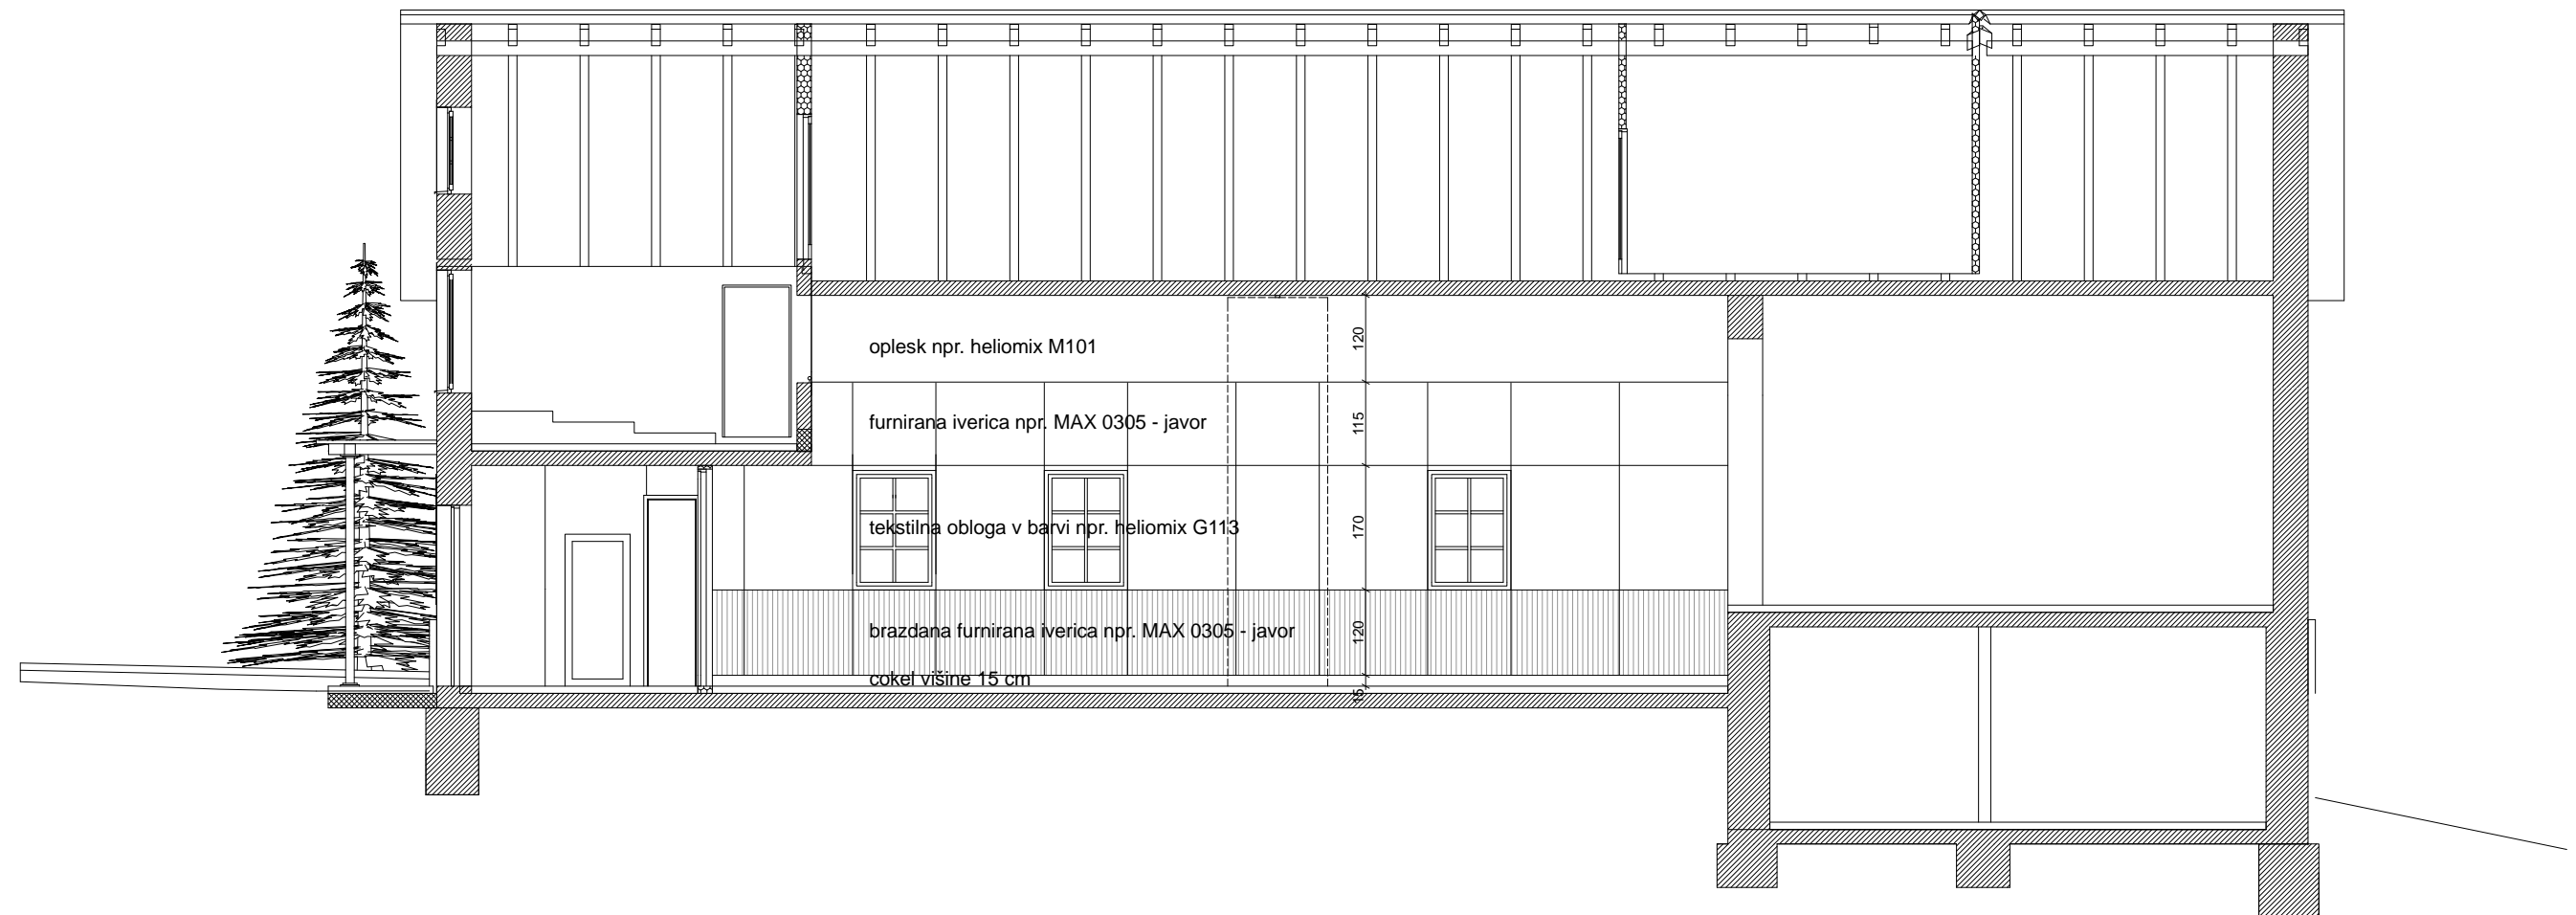 oplesk npr. heliomix M101
120
furnirana iverica npr. MAX 0305 - javor
115
tekstilna obloga v barvi npr. heliomix G113
170
brazdana furnirana iverica npr. MAX 0305 - javor
120
cokel višine 15 cm
15